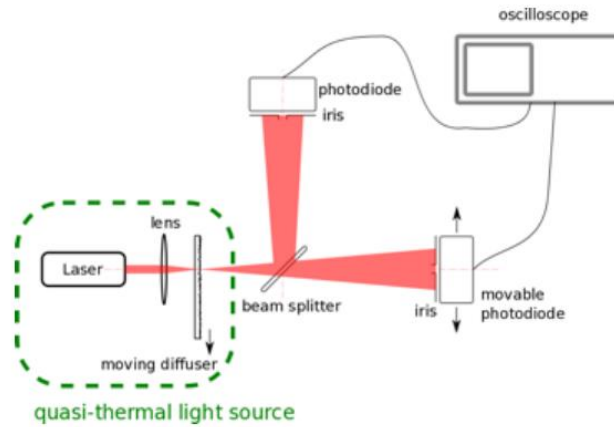 oscilloscope
photodiode
iris
lens
Laser
beam splitter
iris
movable
photodiode
moving diffuser
quasi-thermal light source